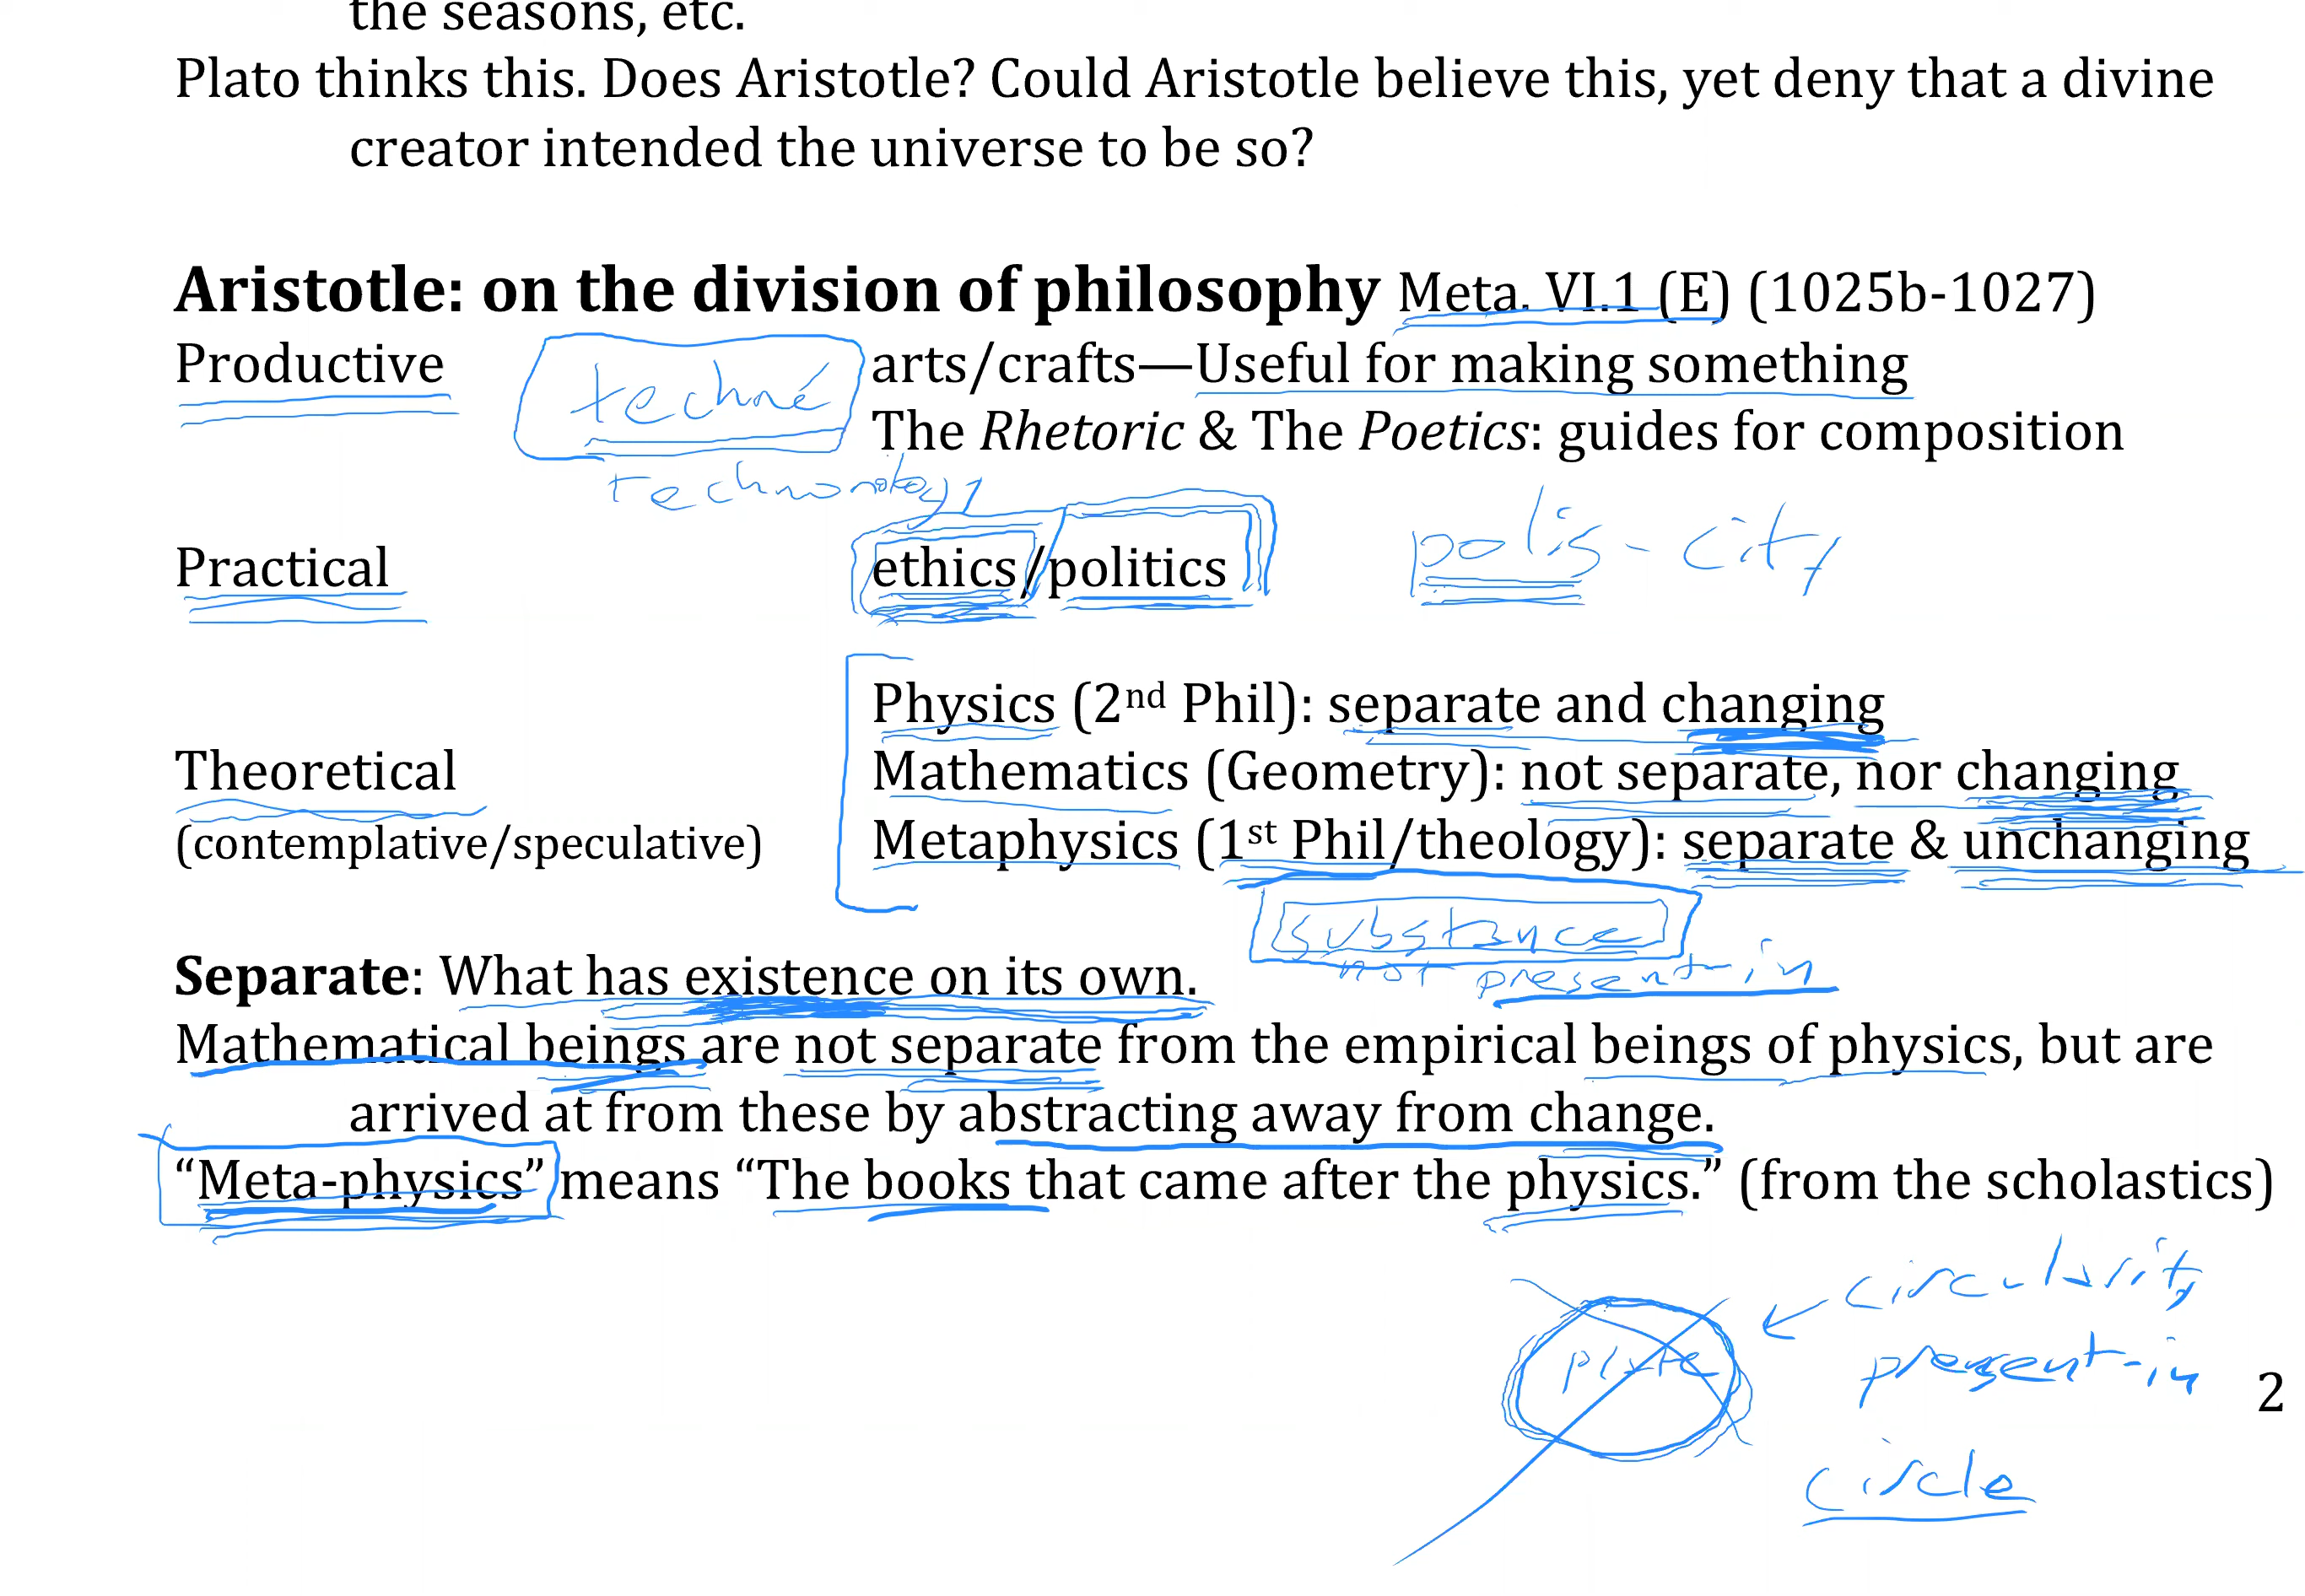 the seasons, etc.
Plato thinks this. Does Aristotle? Could Aristotle believe this, yet deny that a divine
creator intended the universe to be so?
Aristotle: on the division of philosophy Meta. VI.1 (E) (1025b-1027)
Productive techné arts/crafts—Useful for making something
The Rhetoric & The Poetics: guides for composition
technology
Practical ethics/politics polis - city
Physics (2nd Phil): separate and changing
Theoretical Mathematics (Geometry): not separate, nor changing
(contemplative/speculative) Metaphysics (1st Phil/theology): separate & unchanging
substance
Separate: What has existence on its own. not present-in
Mathematical beings are not separate from the empirical beings of physics, but are
arrived at from these by abstracting away from change.
“Meta-physics” means “The books that came after the physics.” (from the scholastics)
circularity
plate present-in
2
circle